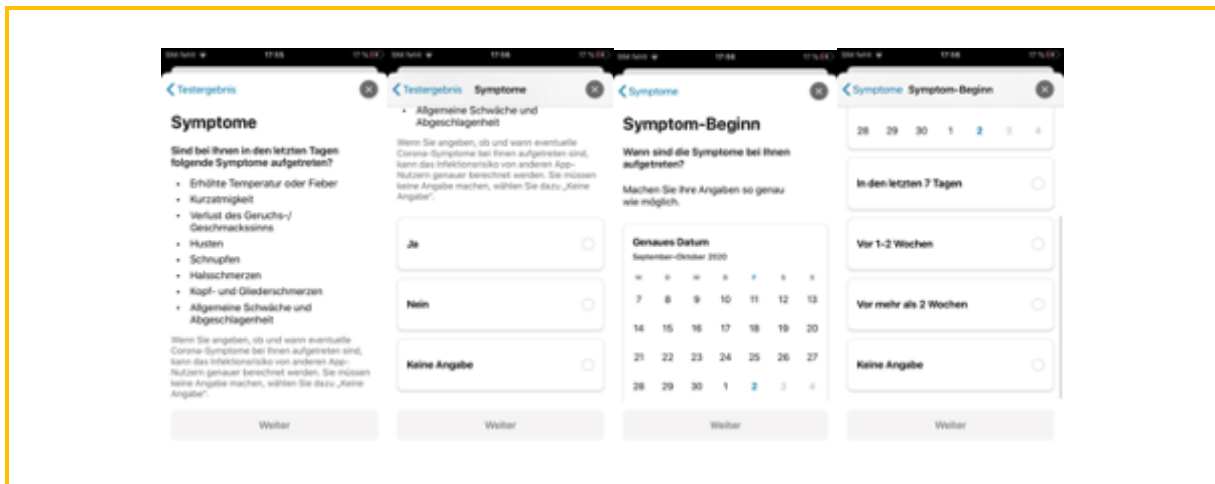 17:55
17 %
Testergebnis
Symptome
Sind bei Ihnen in den letzten Tagen
folgende Symptome aufgetreten?
• Erhöhte Temperatur oder Fieber
• Kurzatmigkeit
• Verlust des Geruchs-/
Geschmackssinns
• Husten
• Schnupfen
• Halsschmerzen
• Kopf- und Gliederschmerzen
• Allgemeine Schwäche und
Abgeschlagenheit
Wenn Sie angeben, ob und wann eventuelle
Corona-Symptome bei Ihnen aufgetreten sind,
kann das Infektionsrisiko von anderen App-
Nutzern genauer berechnet werden. Sie müssen
keine Angabe machen, wählen Sie dazu „Keine
Angabe".
Weiter
17:56
17 %
Testergebnis Symptome
• Allgemeine Schwäche und
Abgeschlagenheit
Wenn Sie angeben, ob und wann eventuelle
Corona-Symptome bei Ihnen aufgetreten sind,
kann das Infektionsrisiko von anderen App-
Nutzern genauer berechnet werden. Sie müssen
keine Angabe machen, wählen Sie dazu „Keine
Angabe".
Ja
Nein
Keine Angabe
Weiter
17:56
17 %
Symptome
Symptom-Beginn
Wann sind die Symptome bei Ihnen
aufgetreten?
Machen Sie Ihre Angaben so genau
wie möglich.
Genaues Datum
September-Oktober 2020
M D M D F S S
7 8 9 10 11 12 13
14 15 16 17 18 19 20
21 22 23 24 25 26 27
28 29 30 1 2 3 4
Weiter
17:56
17 %
Symptome Symptom-Beginn
28 29 30 1 2 3 4
In den letzten 7 Tagen
Vor 1-2 Wochen
Vor mehr als 2 Wochen
Keine Angabe
Weiter